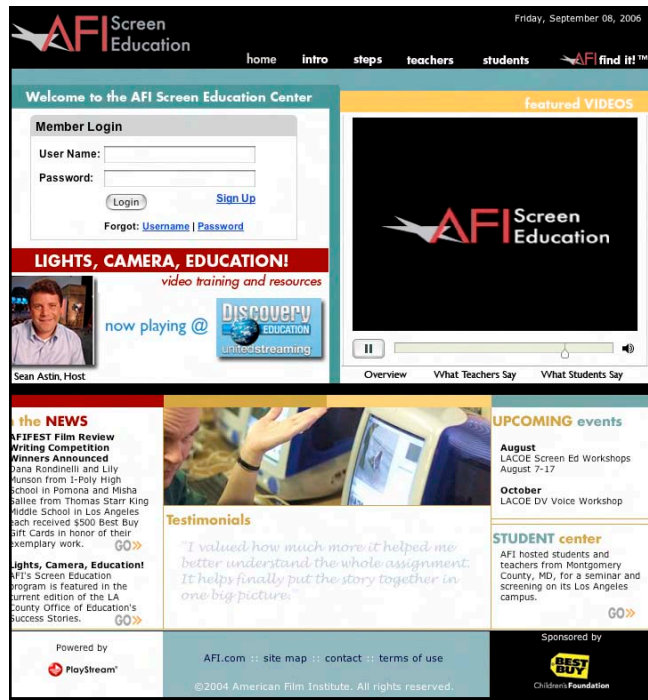 AFI Screen Education
Friday, September 08, 2006
home intro steps teachers students AFI find it! ™
Welcome to the AFI Screen Education Center
Member Login
User Name:
Password:
Login Sign Up
Forgot: Username | Password
LIGHTS, CAMERA, EDUCATION!
video training and resources
now playing @
Discovery EDUCATION
unitedstreaming
Sean Astin, Host
featured VIDEOS
AFI Screen Education
Overview What Teachers Say What Students Say
the NEWS
AFIFEST Film Review
Writing Competition
Winners Announced
Dana Rondinelli and Lily
Munson from I-Poly High
School in Pomona and Misha
Sallee from Thomas Starr King
Middle School in Los Angeles
each received $500 Best Buy
Gift Cards in honor of their
exemplary work.
GO»
Lights, Camera, Education!
AFI's Screen Education
program is featured in the
current edition of the LA
County Office of Education's
Success Stories.
GO»
Testimonials
"I valued how much more it helped me
better understand the whole assignment.
It helps finally put the story together in
one big picture."
UPCOMING events
August
LACOE Screen Ed Workshops
August 7-17
October
LACOE DV Voice Workshop
STUDENT center
AFI hosted students and
teachers from Montgomery
County, MD, for a seminar and
screening on its Los Angeles
campus.
GO»
Powered by
PlayStream
AFI.com :: site map :: contact :: terms of use
©2004 American Film Institute. All rights reserved.
Sponsored by
BEST BUY
Children's Foundation